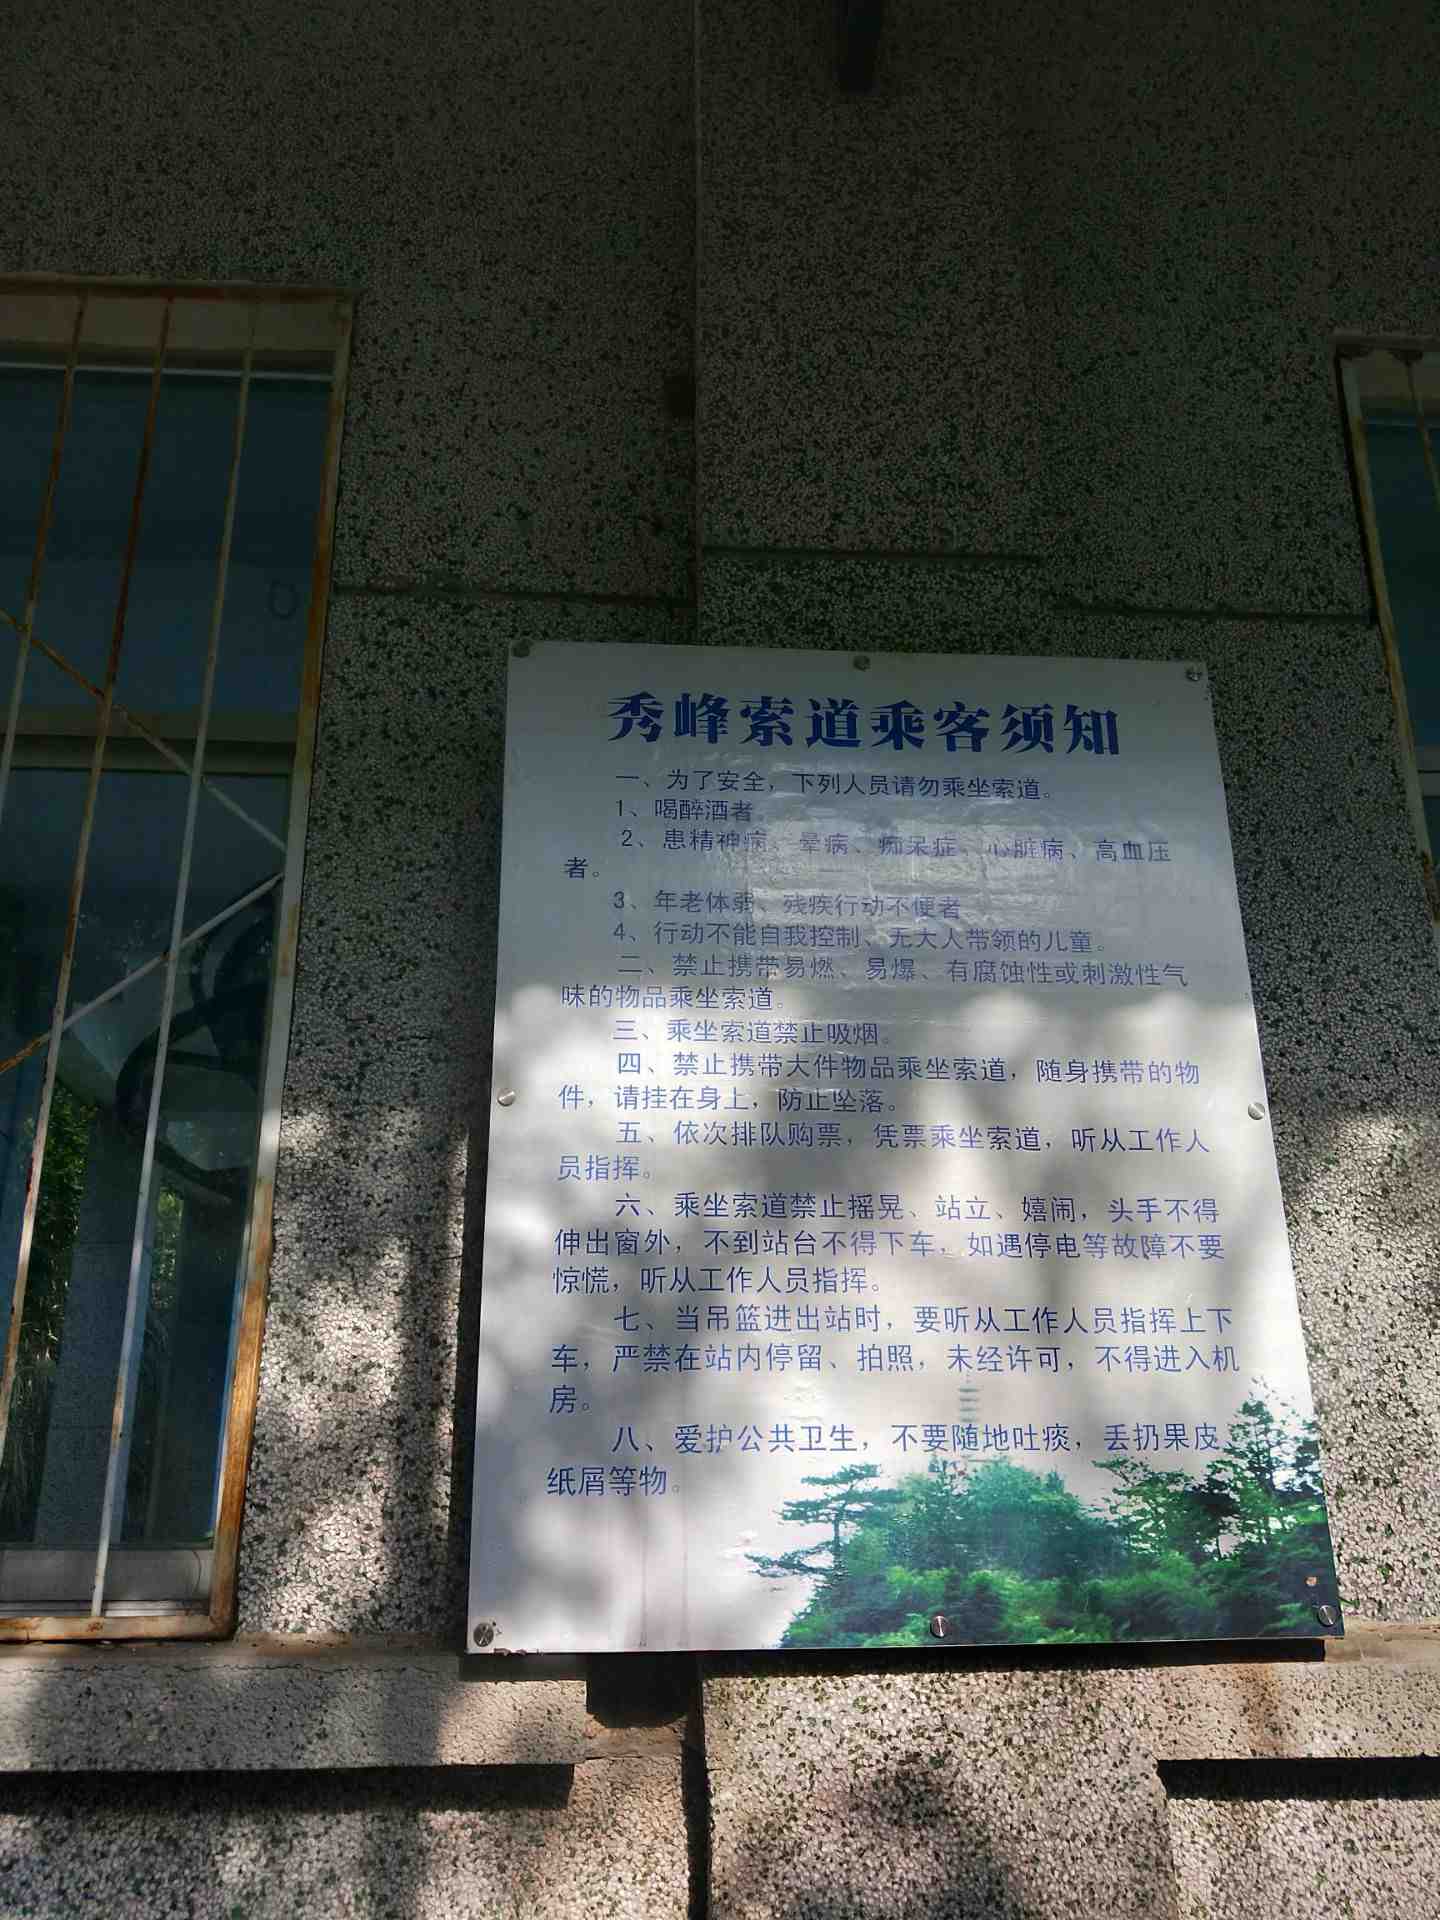 秀峰索道乘客须知
一、为了安全，下列人员请勿乘坐索道。
1、喝醉酒者。
2、患精神病、晕病、痴呆症、心脏病、高血压
者。
3、年老体弱、残疾行动不便者
4、行动不能自我控制、无大人带领的儿童。
二、禁止携带易燃、易爆、有腐蚀性或刺激性气
味的物品乘坐索道。
三、乘坐索道禁止吸烟。
四、禁止携带大件物品乘坐索道，随身携带的物
件，请挂在身上，防止坠落。
五、依次排队购票，凭票乘坐索道，听从工作人
员指挥。
六、乘坐索道禁止摇晃、站立、嬉闹，头手不得
伸出窗外，不到站台不得下车，如遇停电等故障不要
惊慌，听从工作人员指挥。
七、当吊篮进出站时，要听从工作人员指挥上下
车，严禁在站内停留、拍照，未经许可，不得进入机
房。
八、爱护公共卫生，不要随地吐痰，丢扔果皮
纸屑等物。